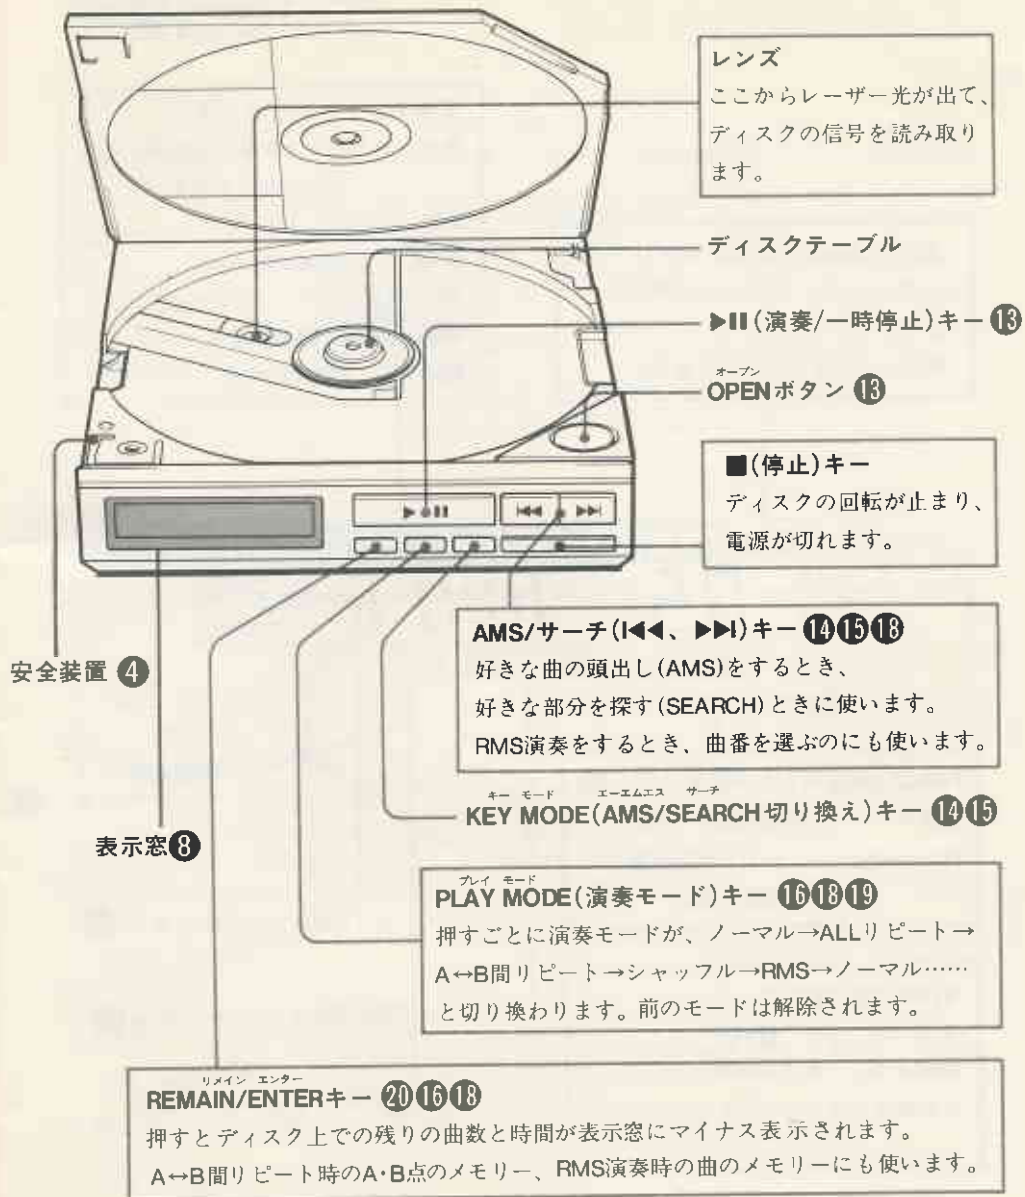 レンズ
ここからレーザー光が出て、
ディスクの信号を読み取り
ます。
ディスクテーブル
▶❚❚(演奏/一時停止)キー ⓭
オープン
OPENボタン ⓭
■(停止)キー
ディスクの回転が止まり、
電源が切れます。
▶ ❚❚
I◀◀ ▶▶I
AMS/サーチ(I◀◀、▶▶I)キー ⓮⓯⓲
好きな曲の頭出し(AMS)をするとき、
好きな部分を探す(SEARCH)ときに使います。
RMS演奏をするとき、曲番を選ぶのにも使います。
安全装置 ❹
キー モード エーエムエス サーチ
KEY MODE(AMS/SEARCH切り換え)キー ⓮⓯
表示窓❽
プレイ モード
PLAY MODE(演奏モード)キー ⓰⓲⓳
押すごとに演奏モードが、ノーマル→ALLリピート→
A↔B間リピート→シャッフル→RMS→ノーマル……
と切り換わります。前のモードは解除されます。
リメイン エンター
REMAIN/ENTERキー ⓴⓰⓲
押すとディスク上での残りの曲数と時間が表示窓にマイナス表示されます。
A↔B間リピート時のA・B点のメモリー、RMS演奏時の曲のメモリーにも使います。